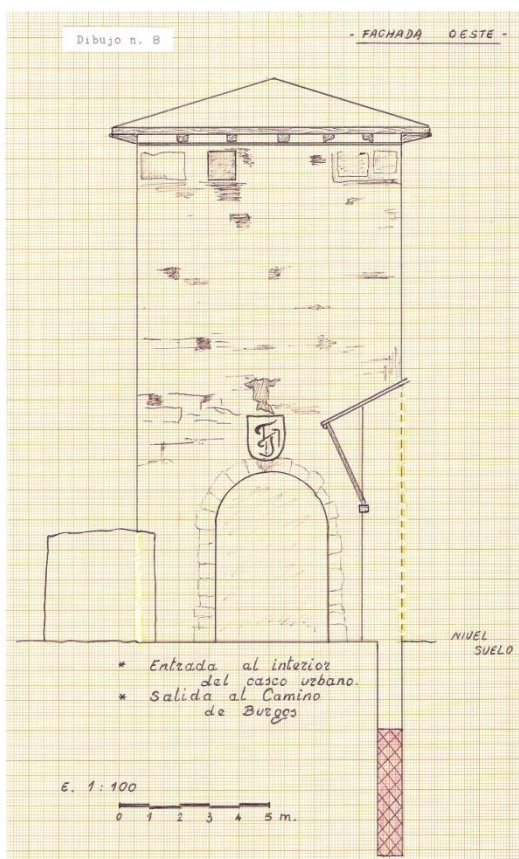 Dibujo n. 8
- FACHADA OESTE -
NIVEL
SUELO
* Entrada al interior
del casco urbano.
* Salida al Camino
de Burgos
E. 1:100
0 1 2 3 4 5 m.